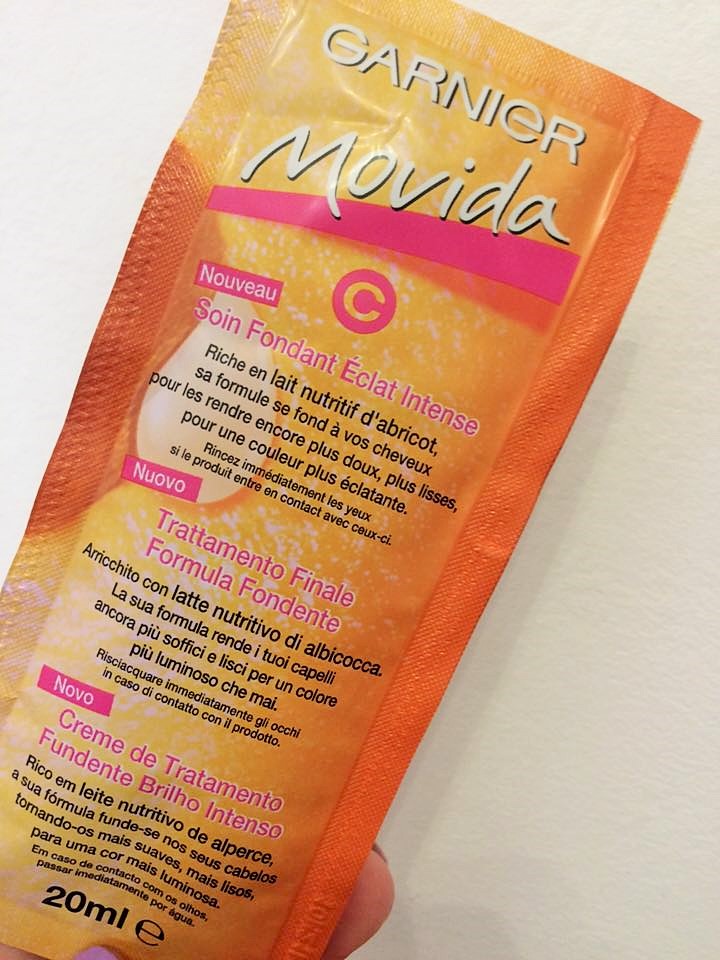 GARNIER
Movida
C
Nouveau
Soin Fondant Éclat Intense
Riche en lait nutritif d'abricot,
sa formule se fond à vos cheveux
pour les rendre encore plus doux, plus lisses,
pour une couleur plus éclatante.
Rincez immédiatement les yeux
si le produit entre en contact avec ceux-ci.
Nuovo
Trattamento Finale
Formula Fondente
Arricchito con latte nutritivo di albicocca.
La sua formula rende i tuoi capelli
ancora più soffici e lisci per un colore
più luminoso che mai.
Risciacquare immediatamente gli occhi
in caso di contatto con il prodotto.
Novo
Creme de Tratamento
Fundente Brilho Intenso
Rico em leite nutritivo de alperce,
a sua fórmula funde-se nos seus cabelos
tornando-os mais suaves, mais lisos,
para uma cor mais luminosa.
Em caso de contacto com os olhos,
passar imediatamente por água.
20ml e